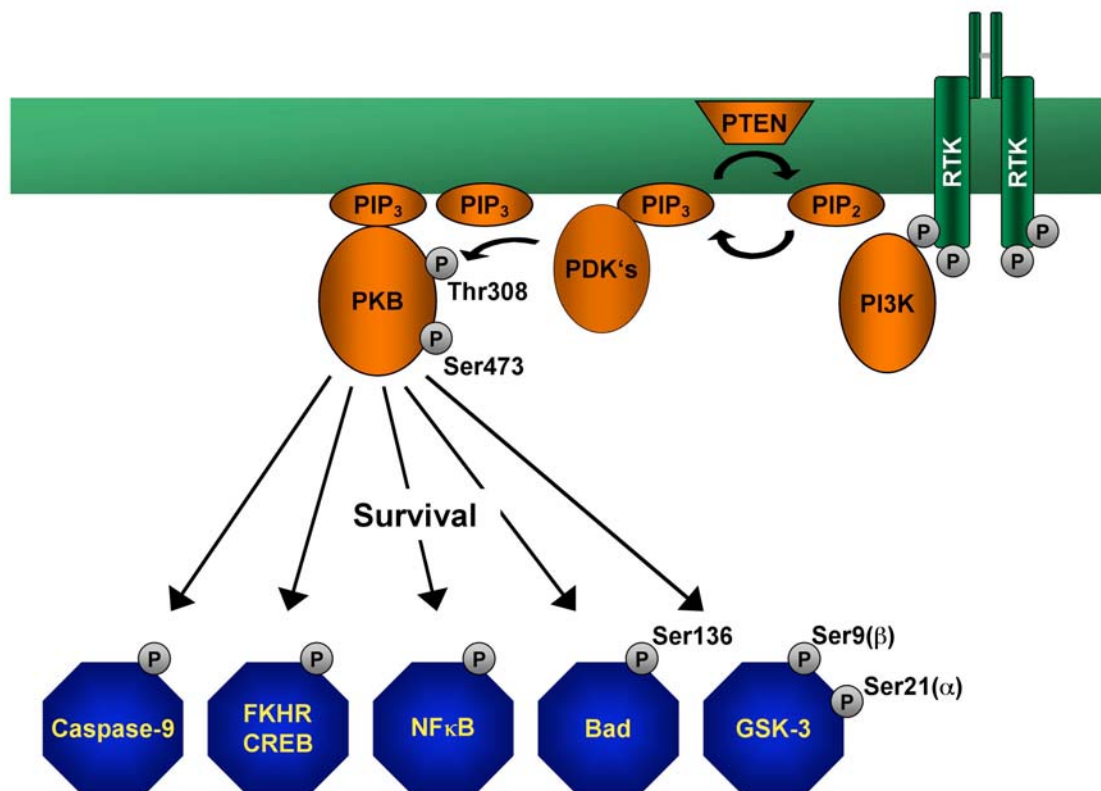 PTEN
RTK
RTK
PIP₃
PIP₃
PIP₃
PIP₂
P
P
P
P
P
Thr308
PKB
PDK‘s
PI3K
P
Ser473
Survival
P
P
P
P
Ser136
P
Ser9(β)
P
Ser21(α)
Caspase-9
FKHR
CREB
NFκB
Bad
GSK-3